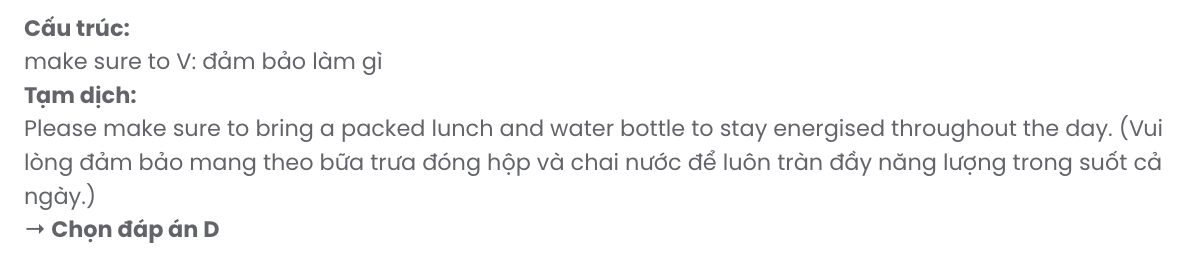 Cấu trúc:
make sure to V: đảm bảo làm gì
Tạm dịch:
Please make sure to bring a packed lunch and water bottle to stay energised throughout the day. (Vui
lòng đảm bảo mang theo bữa trưa đóng hộp và chai nước để luôn tràn đầy năng lượng trong suốt cả
ngày.)
→ Chọn đáp án D